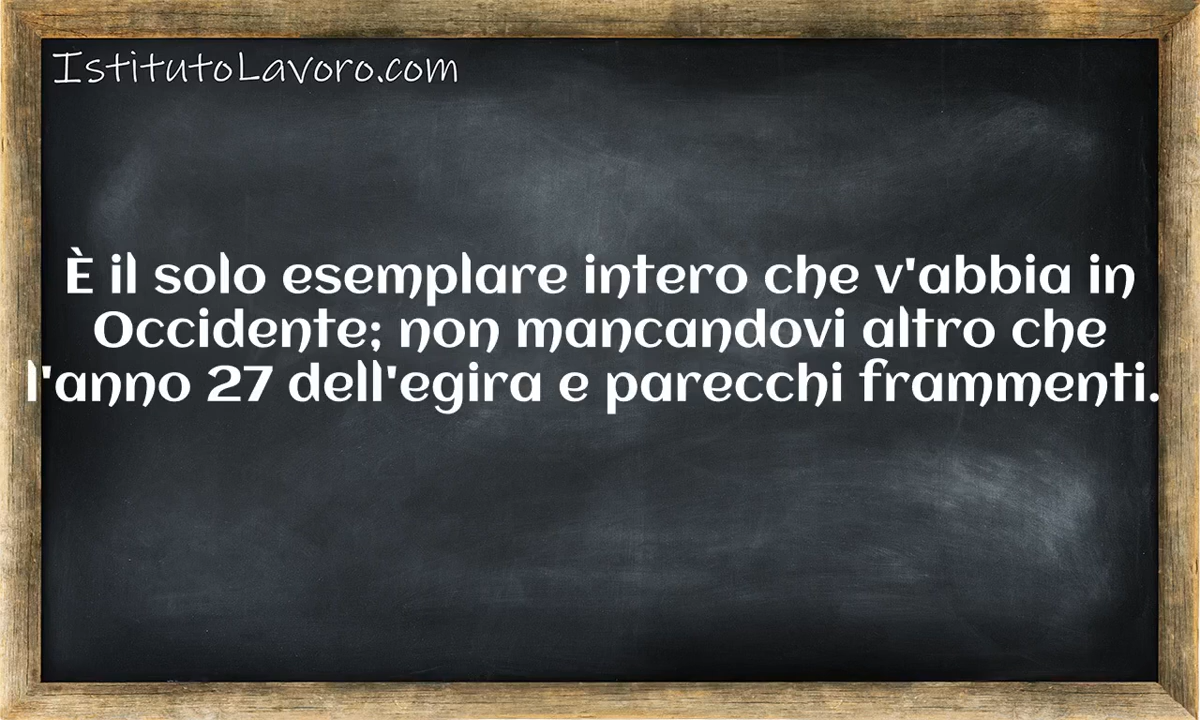 IstitutoLavoro.com
È il solo esemplare intero che v'abbia in
Occidente; non mancandovi altro che
l'anno 27 dell'egira e parecchi frammenti.